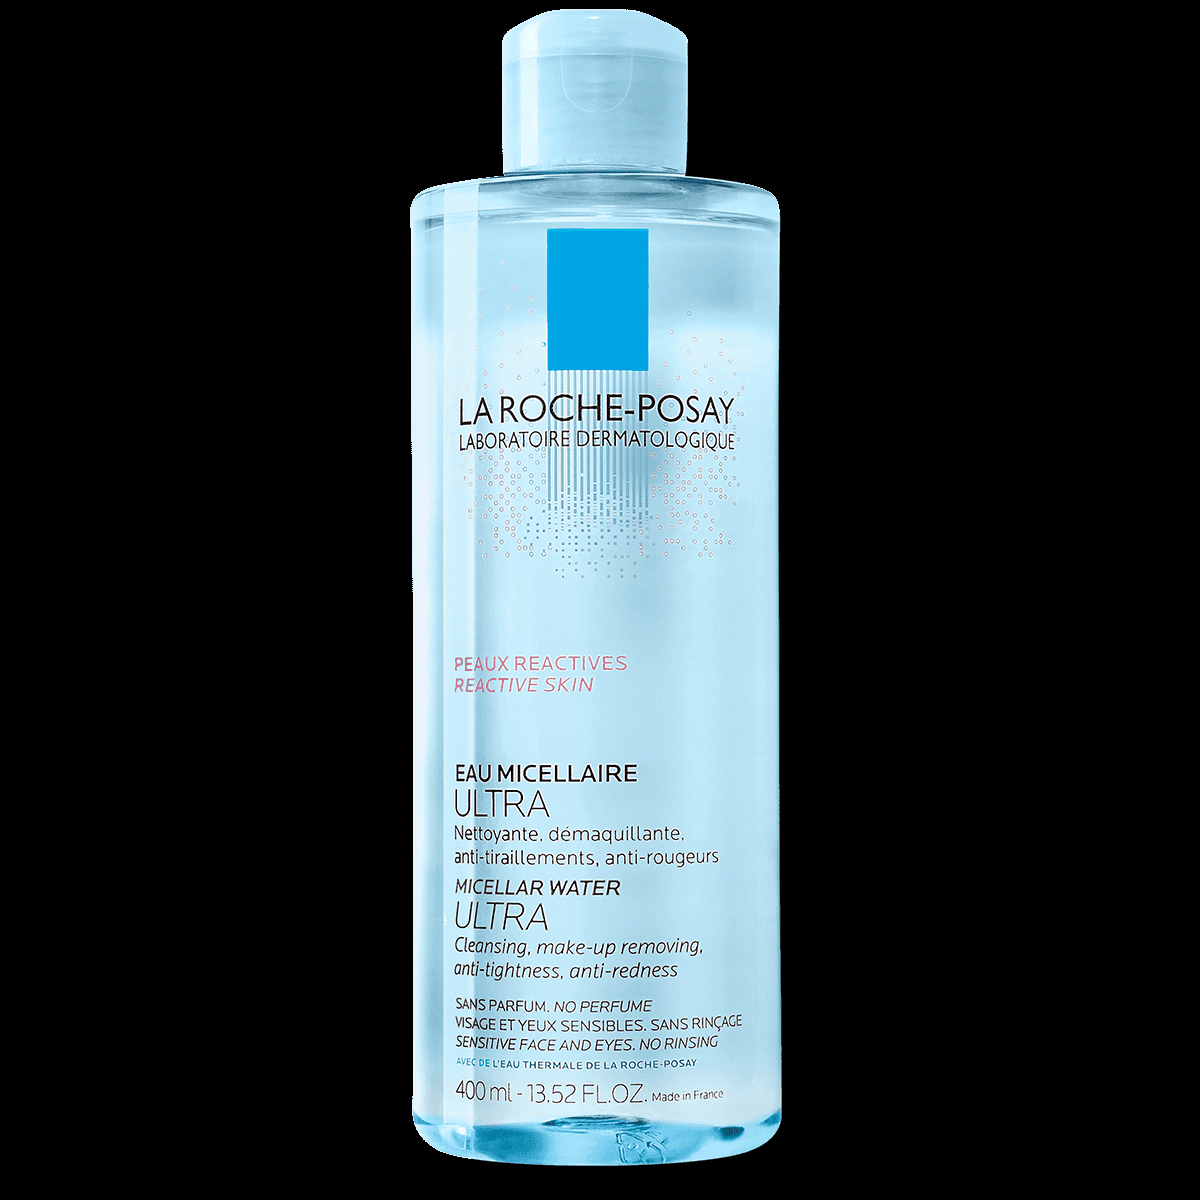 LA ROCHE-POSAY
LABORATOIRE DERMATOLOGIQUE
PEAUX REACTIVES
REACTIVE SKIN
EAU MICELLAIRE
ULTRA
Nettoyante, démaquillante,
anti-tiraillements, anti-rougeurs
MICELLAR WATER
ULTRA
Cleansing, make-up removing,
anti-tightness, anti-redness
SANS PARFUM. NO PERFUME
VISAGE ET YEUX SENSIBLES. SANS RINÇAGE
SENSITIVE FACE AND EYES. NO RINSING
AVEC DE L'EAU THERMALE DE LA ROCHE-POSAY
400 ml - 13.52 FL.OZ. Made in France